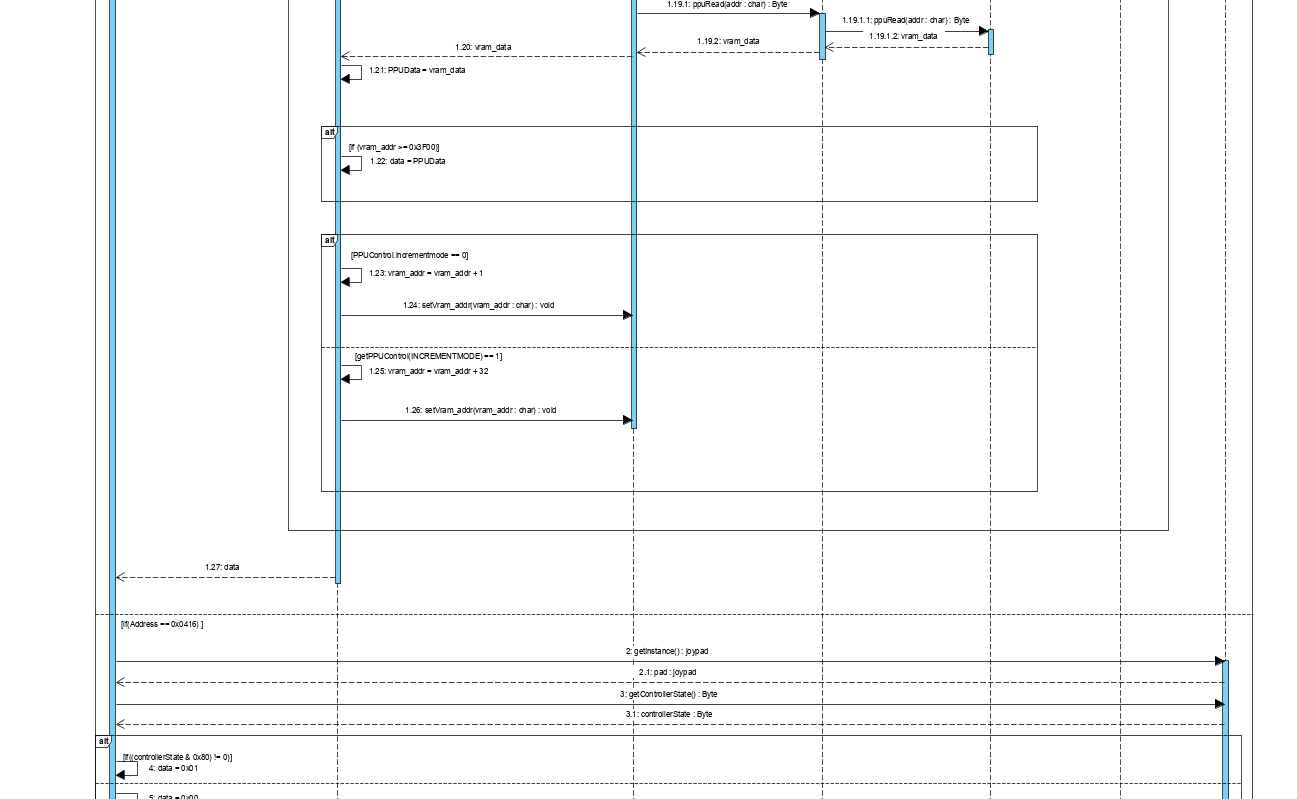 1.19.1: ppuRead(addr : char) : Byte
1.19.1.1: ppuRead(addr : char) : Byte
1.19.1.2: vram_data
1.19.2: vram_data
1.20: vram_data
1.21: PPUData = vram_data
alt
[if (vram_addr >= 0x3F00)]
1.22: data = PPUData
alt
[PPUControl.Incrementmode == 0]
1.23: vram_addr = vram_addr + 1
1.24: setVram_addr(vram_addr : char) : void
[getPPUControl(INCREMENTMODE) == 1]
1.25: vram_addr = vram_addr + 32
1.26: setVram_addr(vram_addr : char) : void
1.27: data
[if(Address == 0x0416) ]
2: getInstance() : joypad
2.1: pad : joypad
3: getControllerState() : Byte
3.1: controllerState : Byte
alt
[if((controllerState & 0x80) != 0)]
4: data = 0x01
5: data = 0x00